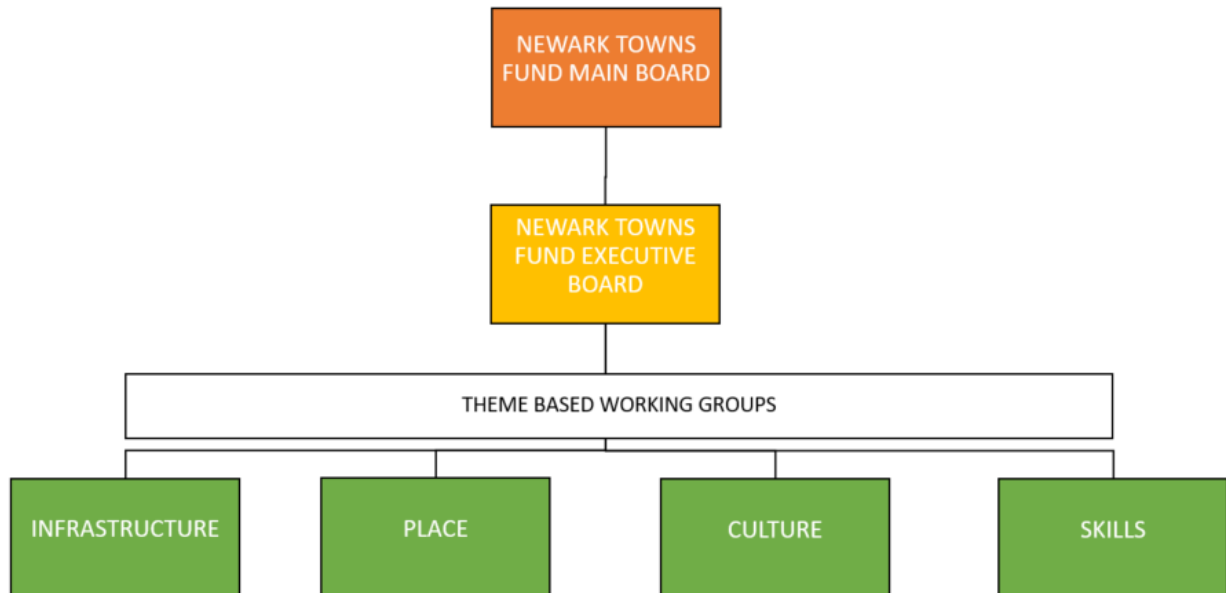 NEWARK TOWNS
FUND MAIN BOARD
NEWARK TOWNS
FUND EXECUTIVE
BOARD
THEME BASED WORKING GROUPS
INFRASTRUCTURE
PLACE
CULTURE
SKILLS